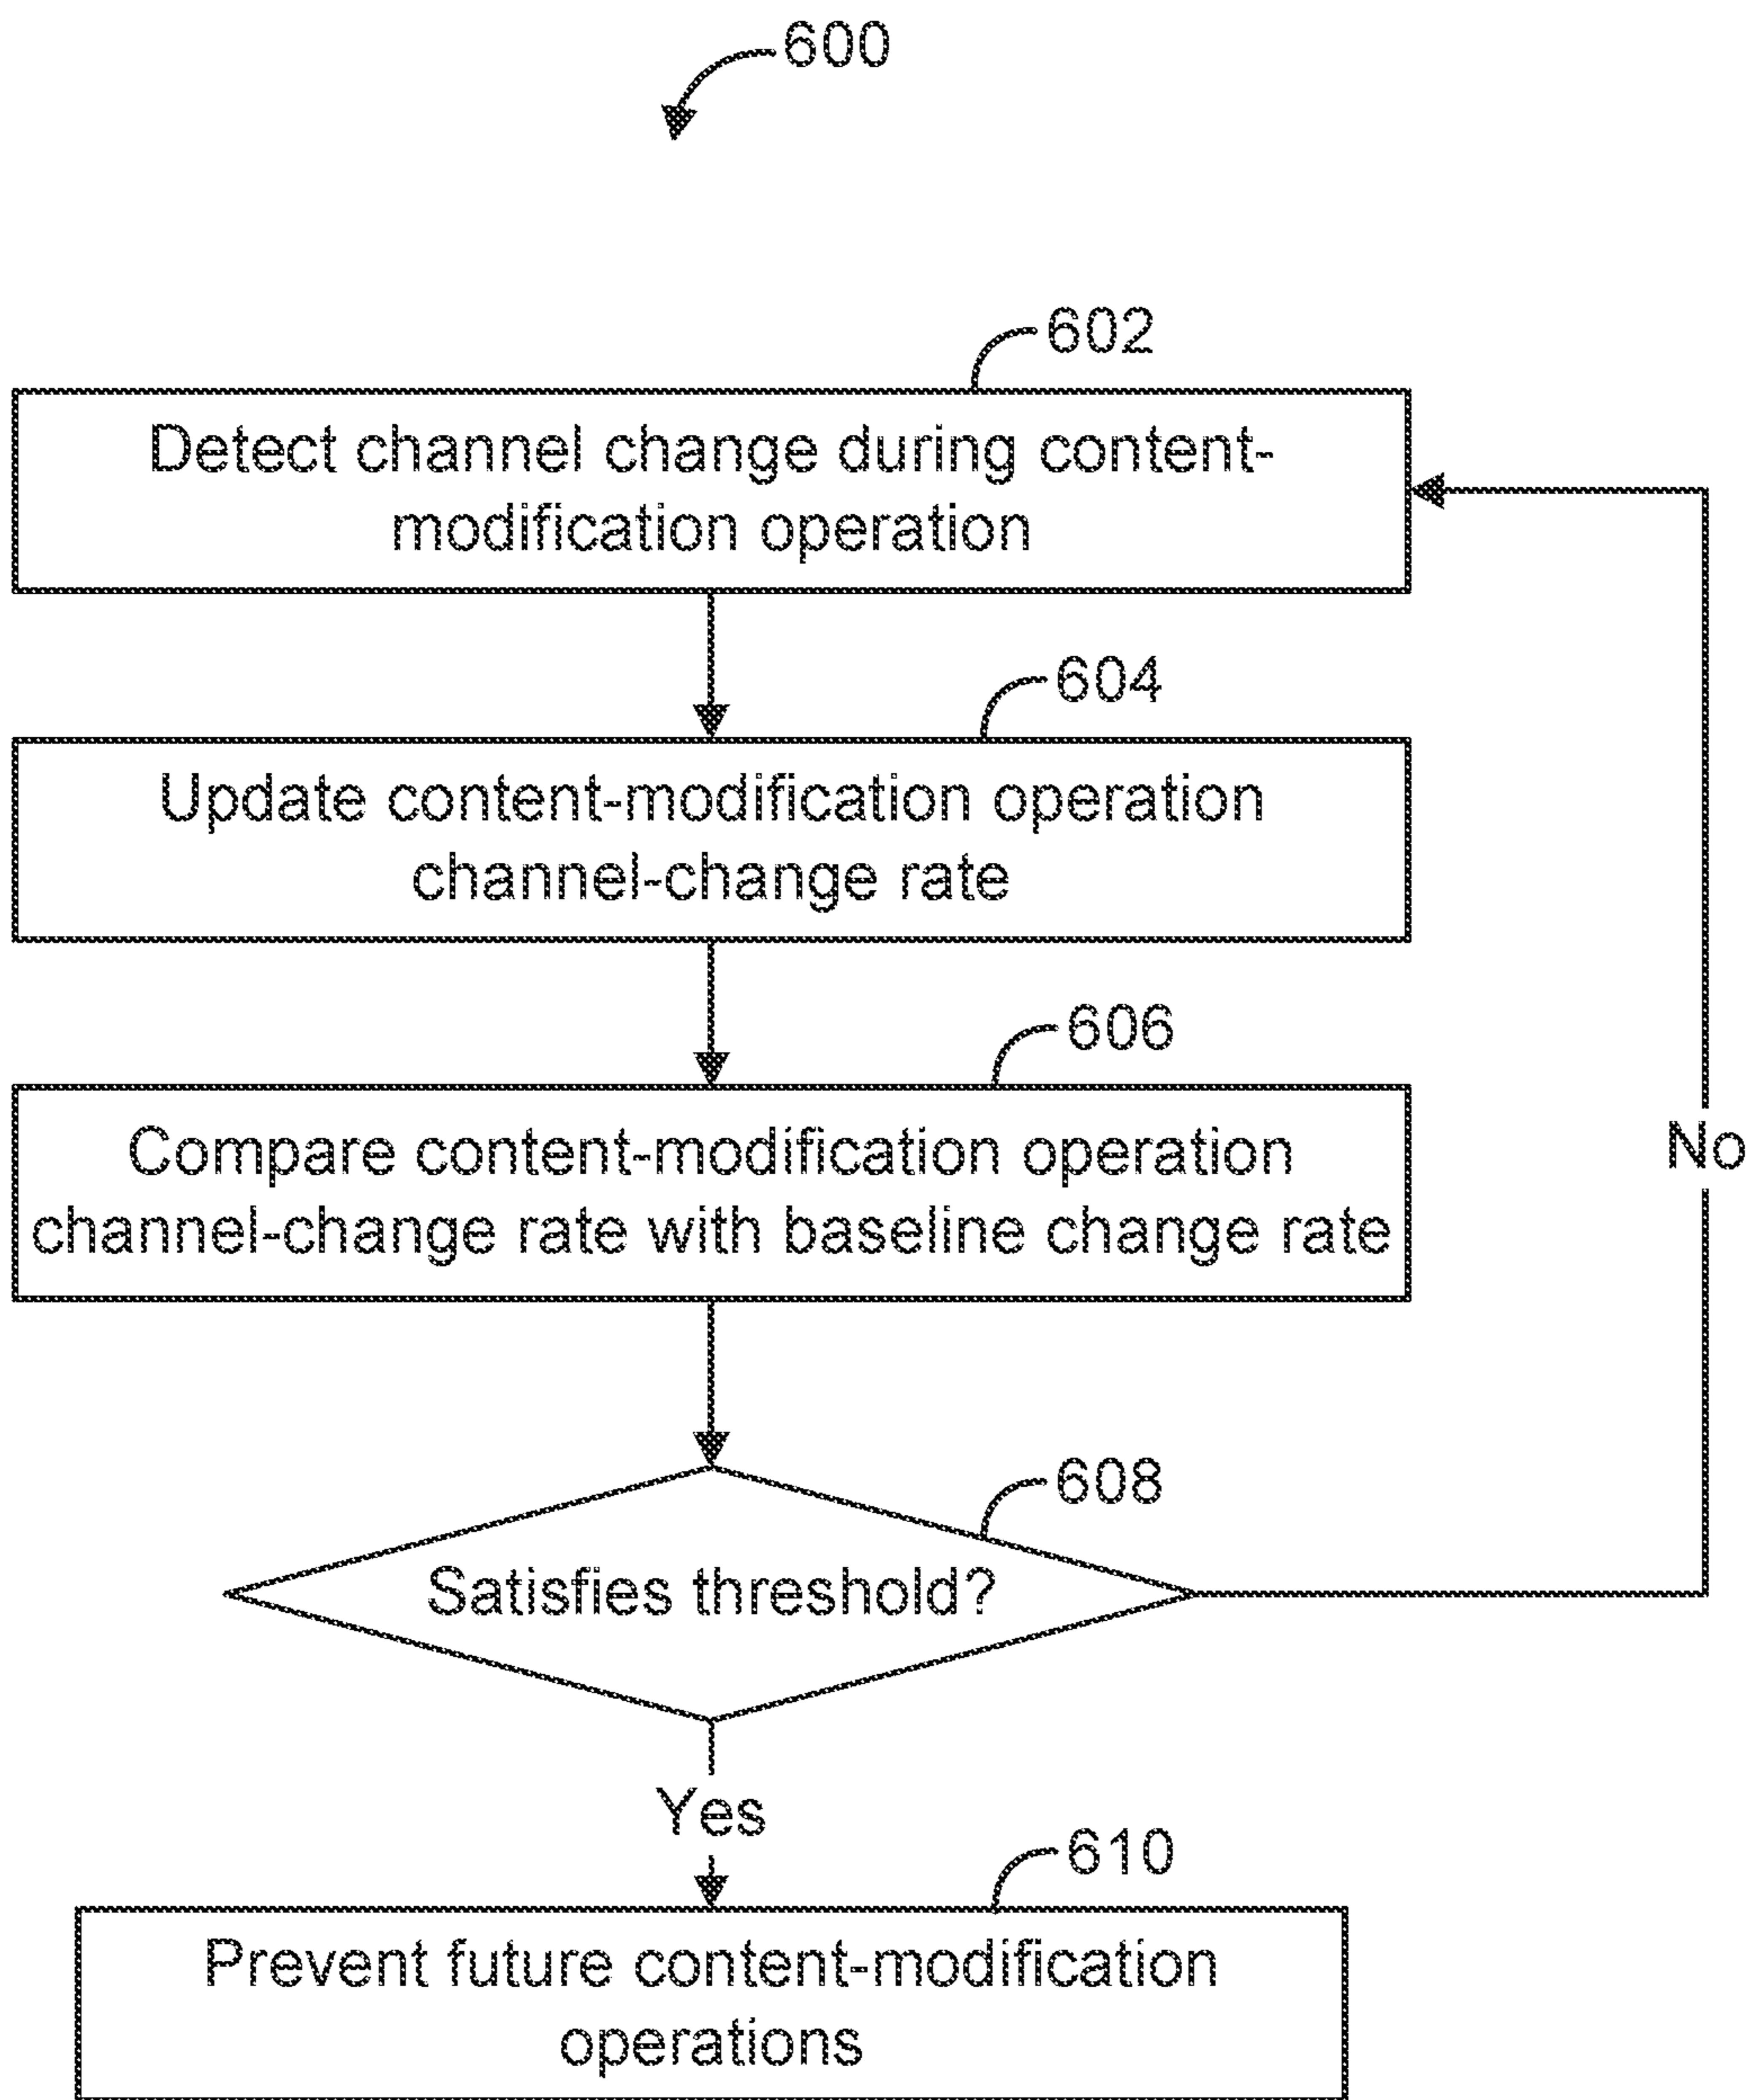 600
602
Detect channel change during content-
modification operation
604
Update content-modification operation
channel-change rate
606
Compare content-modification operation
channel-change rate with baseline change rate
No
608
Satisfies threshold?
Yes
610
Prevent future content-modification
operations